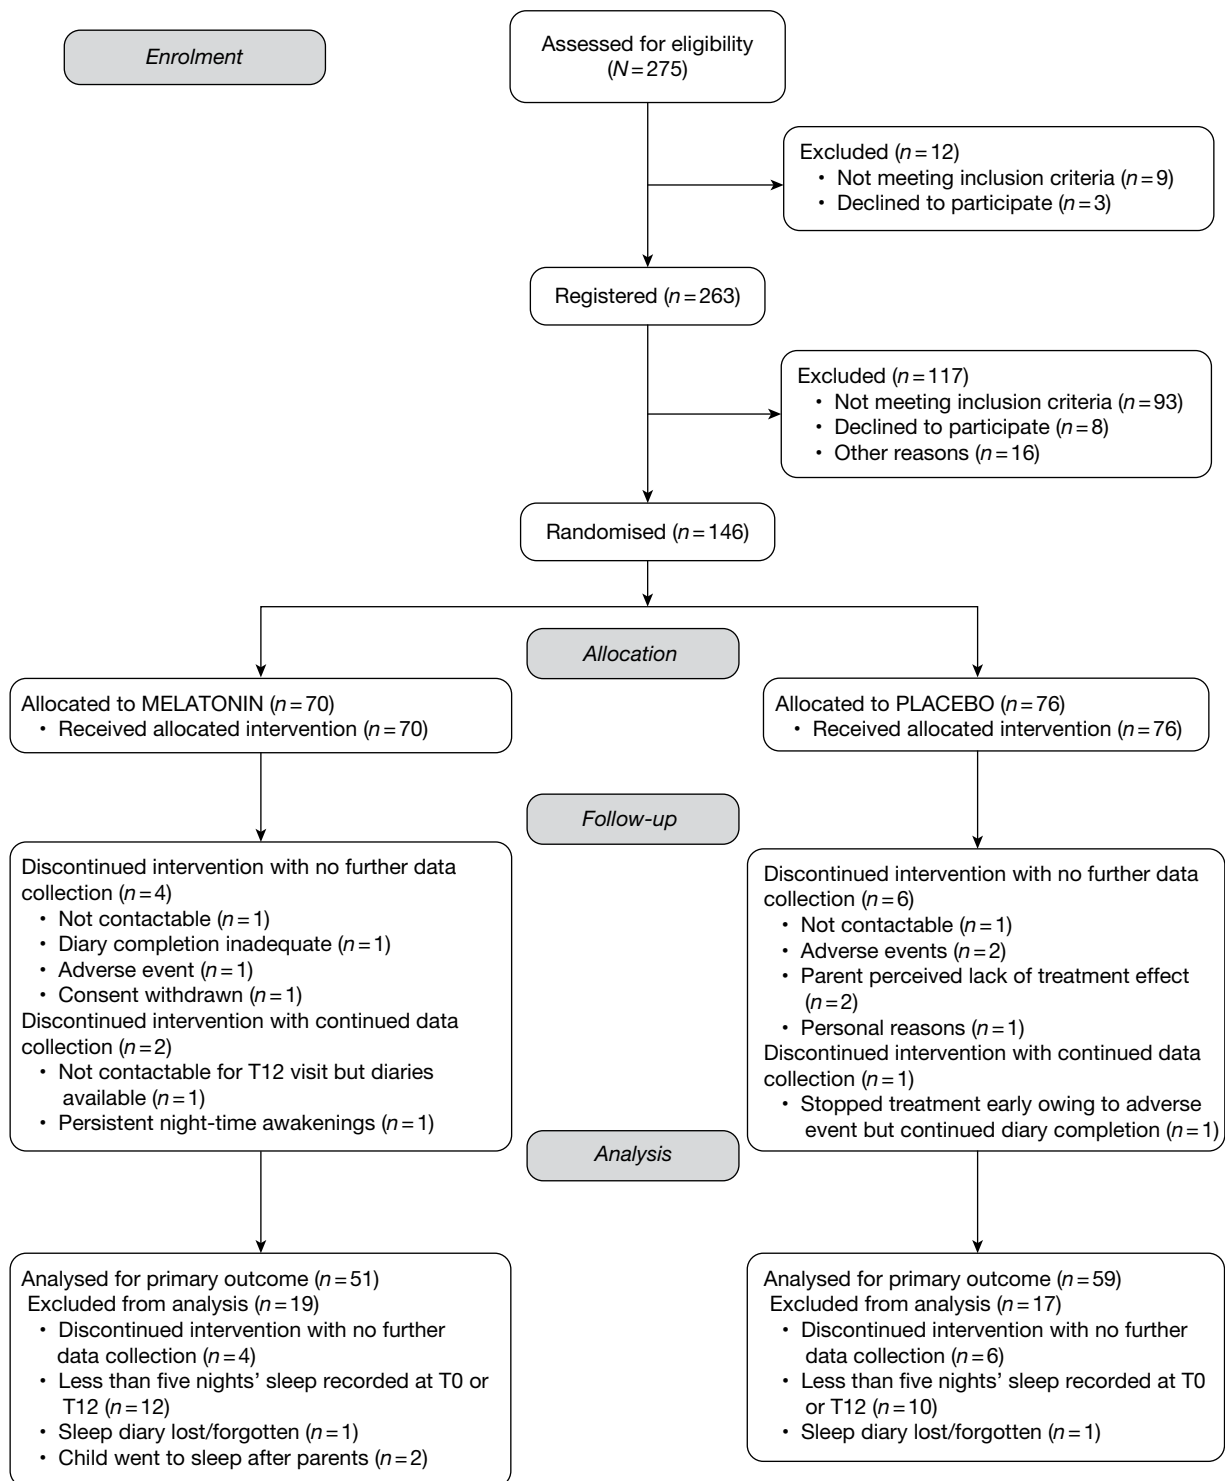 Enrolment
Assessed for eligibility
(N=275)
Excluded (n=12)
• Not meeting inclusion criteria (n=9)
• Declined to participate (n=3)
Registered (n=263)
Excluded (n=117)
• Not meeting inclusion criteria (n=93)
• Declined to participate (n=8)
• Other reasons (n=16)
Randomised (n=146)
Allocation
Allocated to MELATONIN (n=70)
• Received allocated intervention (n=70)
Allocated to PLACEBO (n=76)
• Received allocated intervention (n=76)
Follow-up
Discontinued intervention with no further data
collection (n=4)
• Not contactable (n=1)
• Diary completion inadequate (n=1)
• Adverse event (n=1)
• Consent withdrawn (n=1)
Discontinued intervention with continued data
collection (n=2)
• Not contactable for T12 visit but diaries
available (n=1)
• Persistent night-time awakenings (n=1)
Discontinued intervention with no further data
collection (n=6)
• Not contactable (n=1)
• Adverse events (n=2)
• Parent perceived lack of treatment effect
(n=2)
• Personal reasons (n=1)
Discontinued intervention with continued data
collection (n=1)
• Stopped treatment early owing to adverse
event but continued diary completion (n=1)
Analysis
Analysed for primary outcome (n=51)
Excluded from analysis (n=19)
• Discontinued intervention with no further
data collection (n=4)
• Less than five nights’ sleep recorded at T0 or
T12 (n=12)
• Sleep diary lost/forgotten (n=1)
• Child went to sleep after parents (n=2)
Analysed for primary outcome (n=59)
Excluded from analysis (n=17)
• Discontinued intervention with no further
data collection (n=6)
• Less than five nights’ sleep recorded at T0
or T12 (n=10)
• Sleep diary lost/forgotten (n=1)